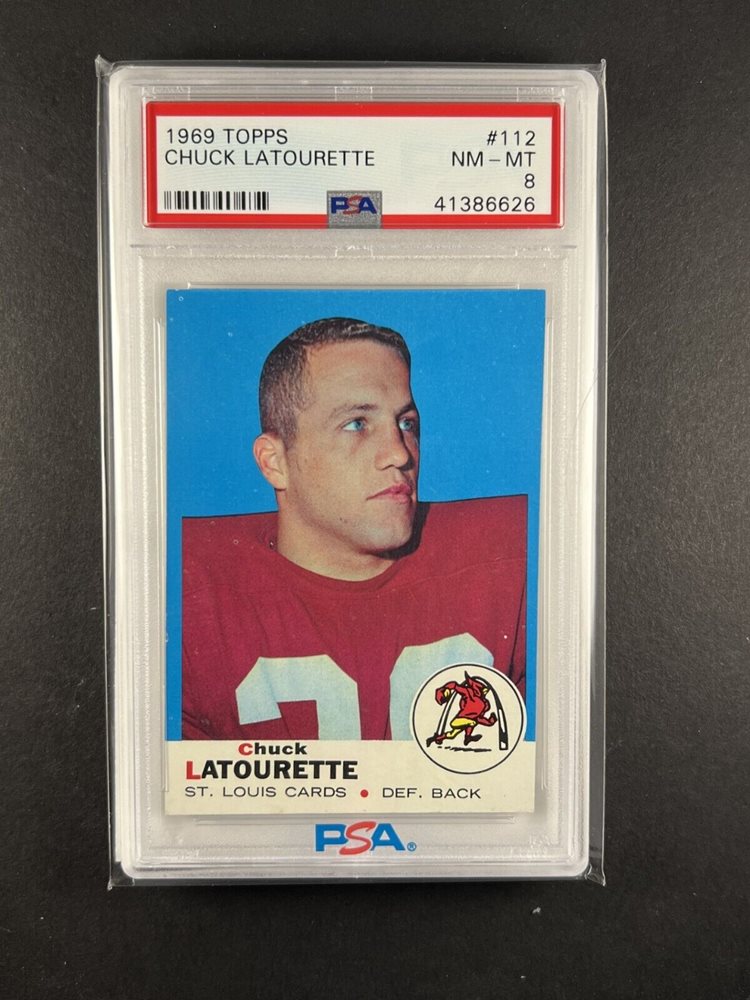 1969 TOPPS #112
CHUCK LATOURETTE NM - MT
8
PSA 41386626
Chuck
LATOURETTE
ST. LOUIS CARDS • DEF. BACK
PSA®